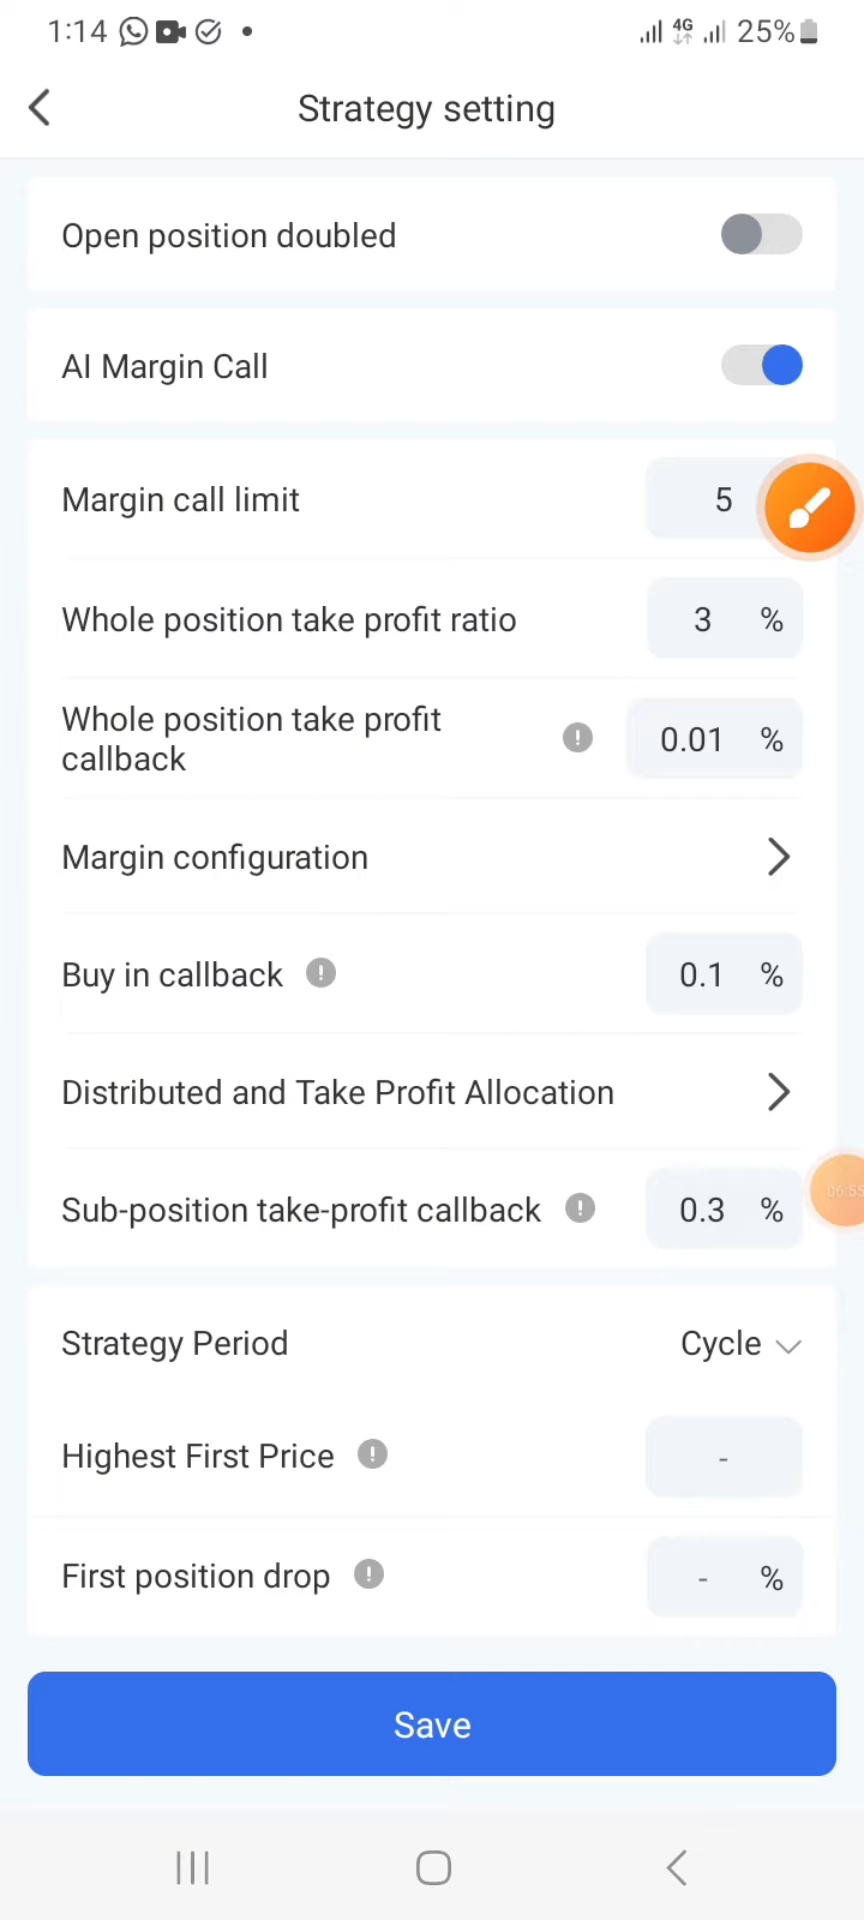 1:14 4G 25%
Strategy setting
Open position doubled
AI Margin Call
Margin call limit 5
Whole position take profit ratio 3 %
Whole position take profit
callback 0.01 %
Margin configuration
Buy in callback 0.1 %
Distributed and Take Profit Allocation
Sub-position take-profit callback 0.3 %
06:55
Strategy Period Cycle
Highest First Price -
First position drop - %
Save